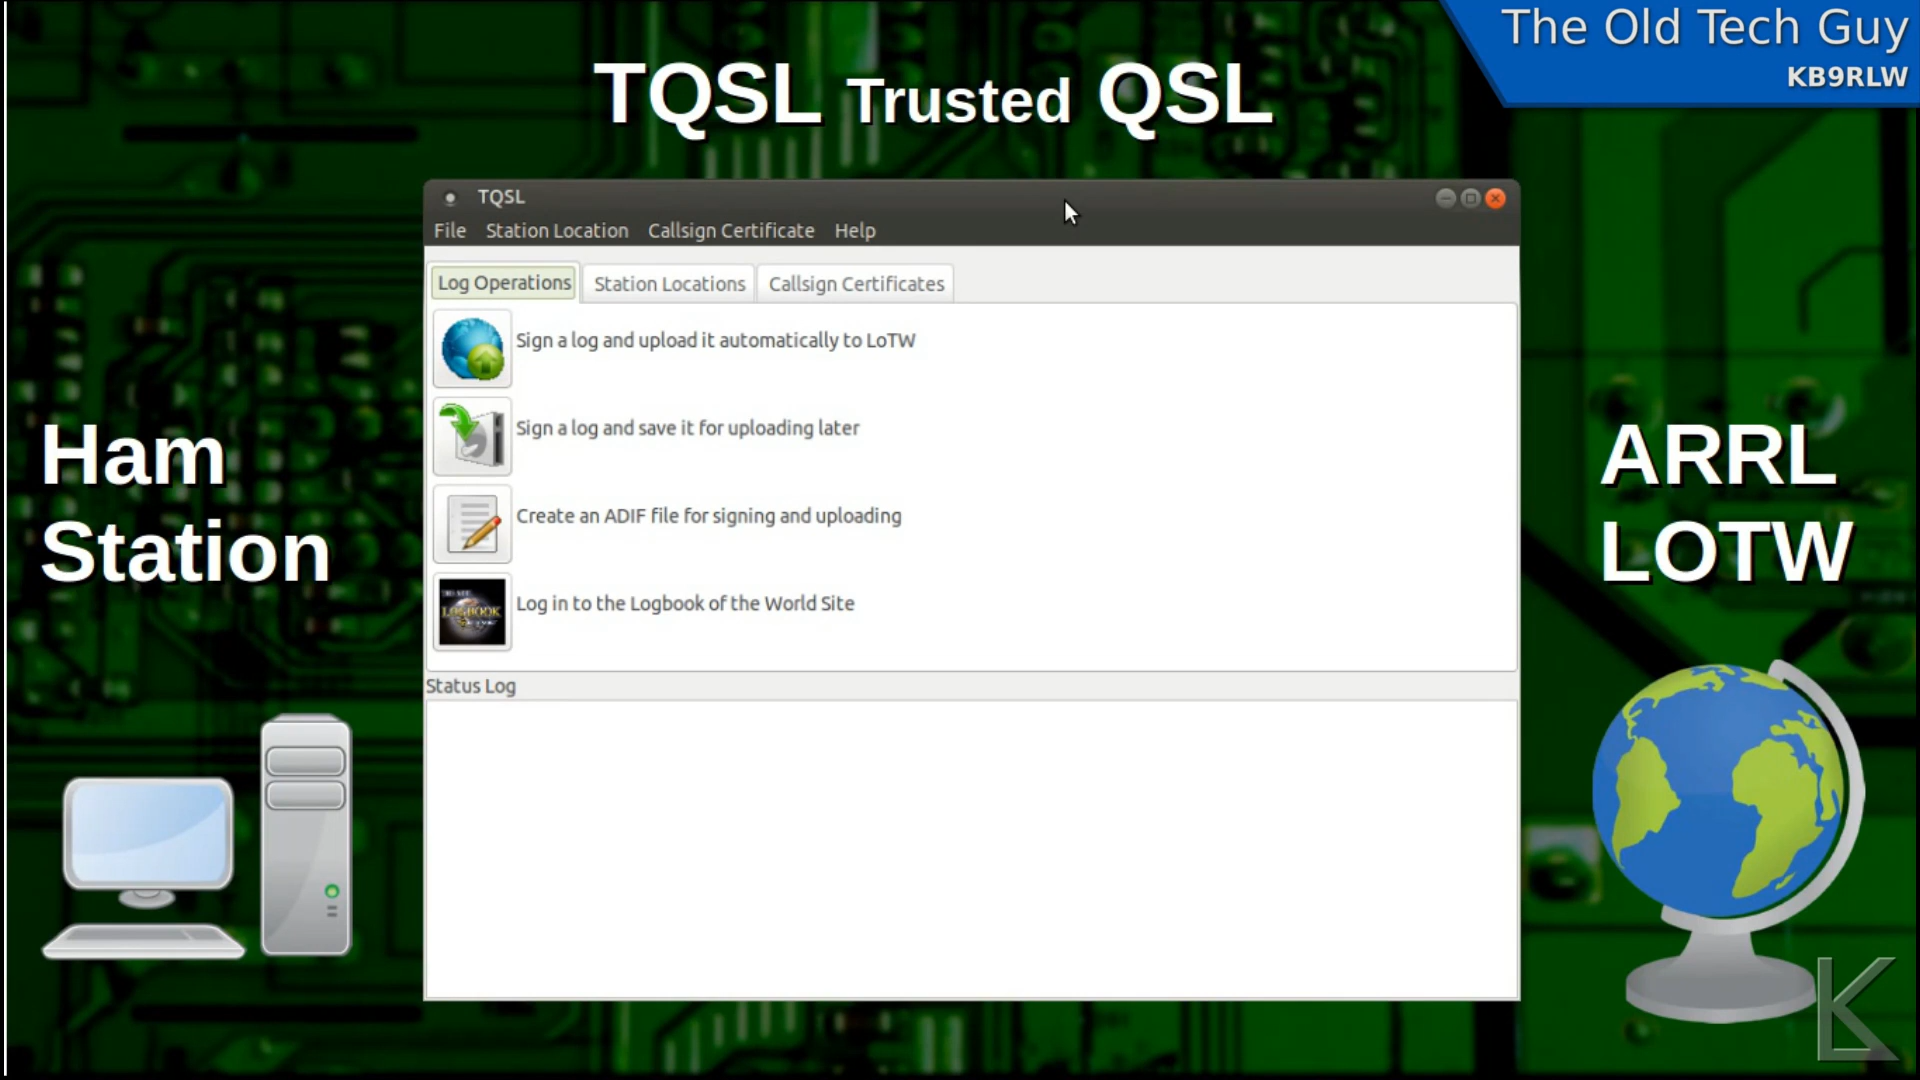 The Old Tech Guy
KB9RLW
TQSL Trusted QSL
TQSL
File Station Location Callsign Certificate Help
Log Operations Station Locations Callsign Certificates
Sign a log and upload it automatically to LoTW
Sign a log and save it for uploading later
Create an ADIF file for signing and uploading
LOGBOOK
Log in to the Logbook of the World Site
Status Log
Ham
Station
ARRL
LOTW
K